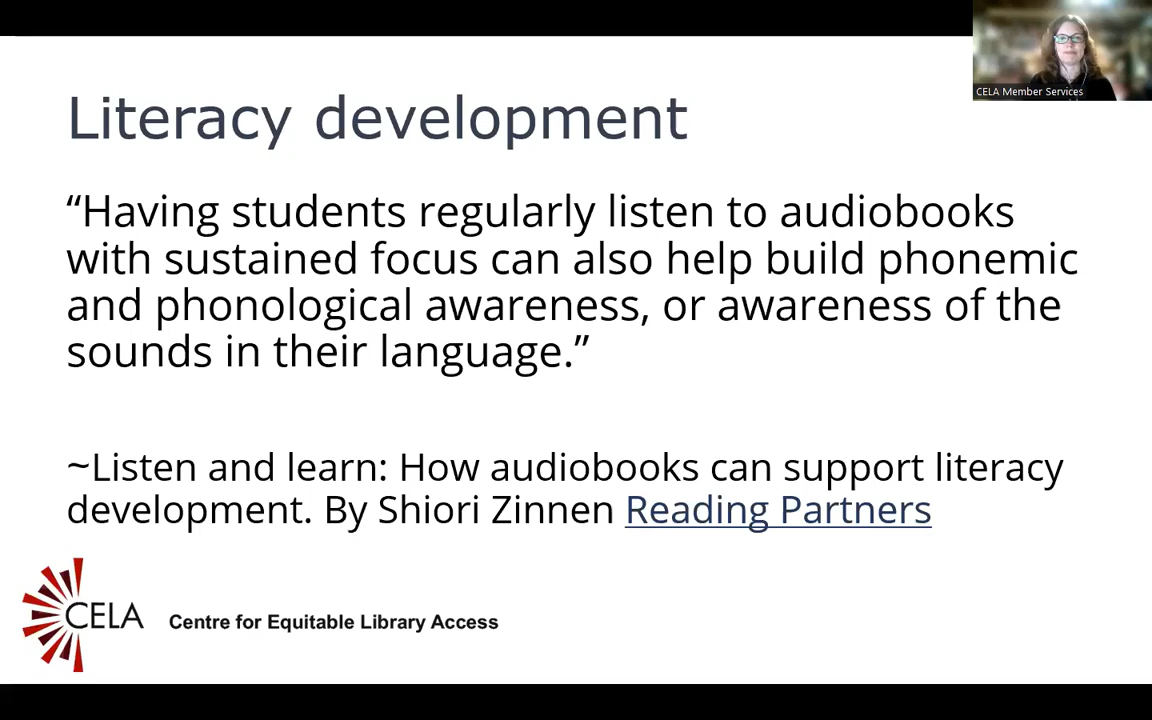 CELA Member Services
Literacy development
“Having students regularly listen to audiobooks
with sustained focus can also help build phonemic
and phonological awareness, or awareness of the
sounds in their language.”
~Listen and learn: How audiobooks can support literacy
development. By Shiori Zinnen Reading Partners
CELA
Centre for Equitable Library Access